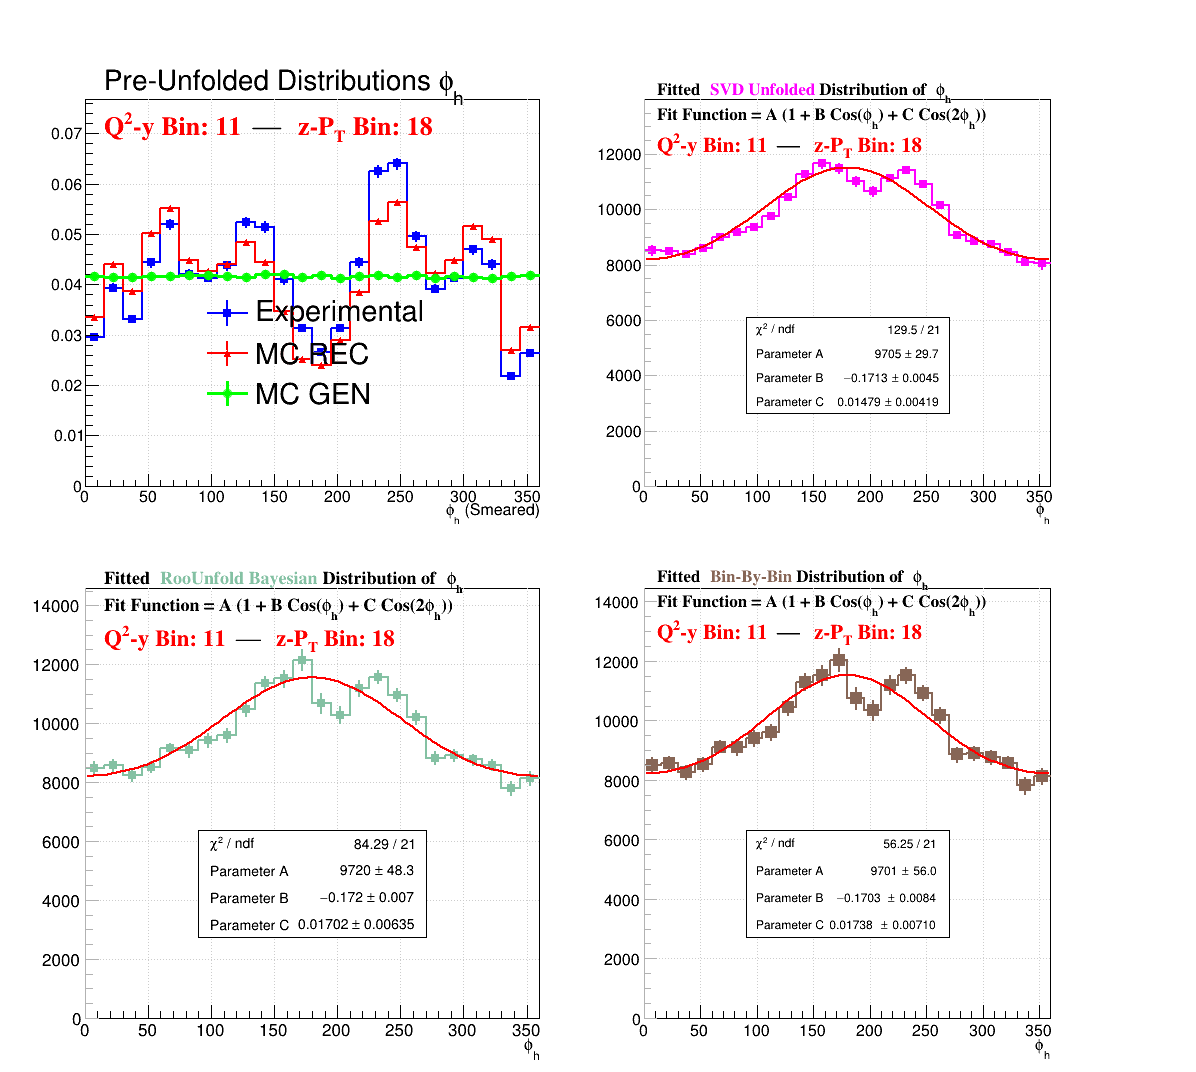 Pre-Unfolded Distributions ϕh
Q²-y Bin: 11 — z-PT Bin: 18
0.07
0.06
0.05
0.04
0.03
0.02
0.01
0
Experimental
MC REC
MC GEN
0 50 100 150 200 250 300 350
ϕh (Smeared)
Fitted SVD Unfolded Distribution of ϕh
Fit Function = A (1 + B Cos(ϕh) + C Cos(2ϕh))
Q²-y Bin: 11 — z-PT Bin: 18
12000
10000
8000
6000
4000
2000
0
χ² / ndf 129.5 / 21
Parameter A 9705 ± 29.7
Parameter B −0.1713 ± 0.0045
Parameter C 0.01479 ± 0.00419
0 50 100 150 200 250 300 350
ϕh
Fitted RooUnfold Bayesian Distribution of ϕh
Fit Function = A (1 + B Cos(ϕh) + C Cos(2ϕh))
Q²-y Bin: 11 — z-PT Bin: 18
14000
12000
10000
8000
6000
4000
2000
0
χ² / ndf 84.29 / 21
Parameter A 9720 ± 48.3
Parameter B −0.172 ± 0.007
Parameter C 0.01702 ± 0.00635
0 50 100 150 200 250 300 350
ϕh
Fitted Bin-By-Bin Distribution of ϕh
Fit Function = A (1 + B Cos(ϕh) + C Cos(2ϕh))
Q²-y Bin: 11 — z-PT Bin: 18
14000
12000
10000
8000
6000
4000
2000
0
χ² / ndf 56.25 / 21
Parameter A 9701 ± 56.0
Parameter B −0.1703 ± 0.0084
Parameter C 0.01738 ± 0.00710
0 50 100 150 200 250 300 350
ϕh